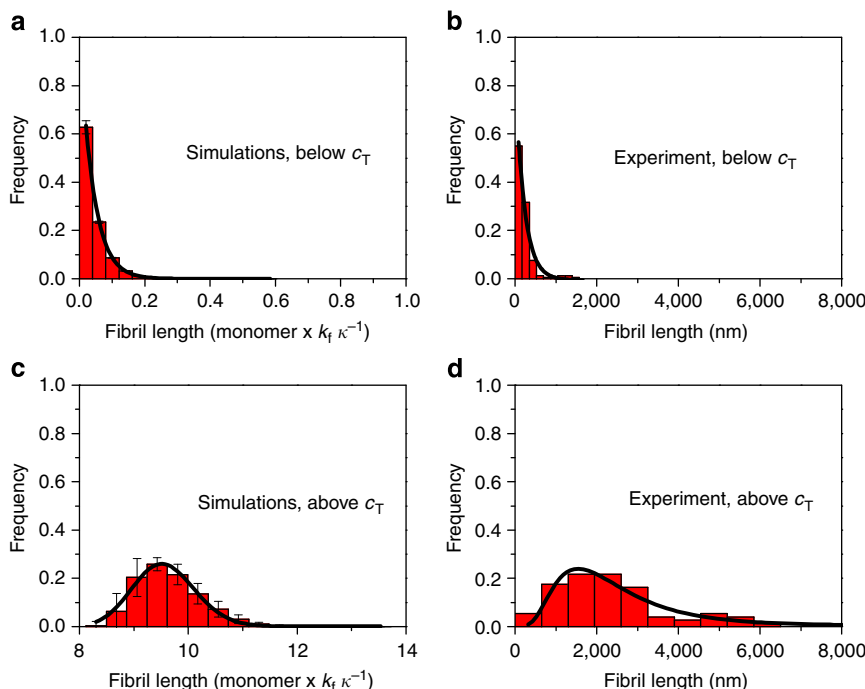 a
1.0
0.8
0.6
0.4
0.2
0.0
Frequency
Simulations, below cT
0.0 0.2 0.4 0.6 0.8 1.0
Fibril length (monomer x kf κ−1)
b
1.0
0.8
0.6
0.4
0.2
0.0
Frequency
Experiment, below cT
0 2,000 4,000 6,000 8,000
Fibril length (nm)
c
1.0
0.8
0.6
0.4
0.2
0.0
Frequency
Simulations, above cT
8 10 12 14
Fibril length (monomer x kf κ−1)
d
1.0
0.8
0.6
0.4
0.2
0.0
Frequency
Experiment, above cT
0 2,000 4,000 6,000 8,000
Fibril length (nm)